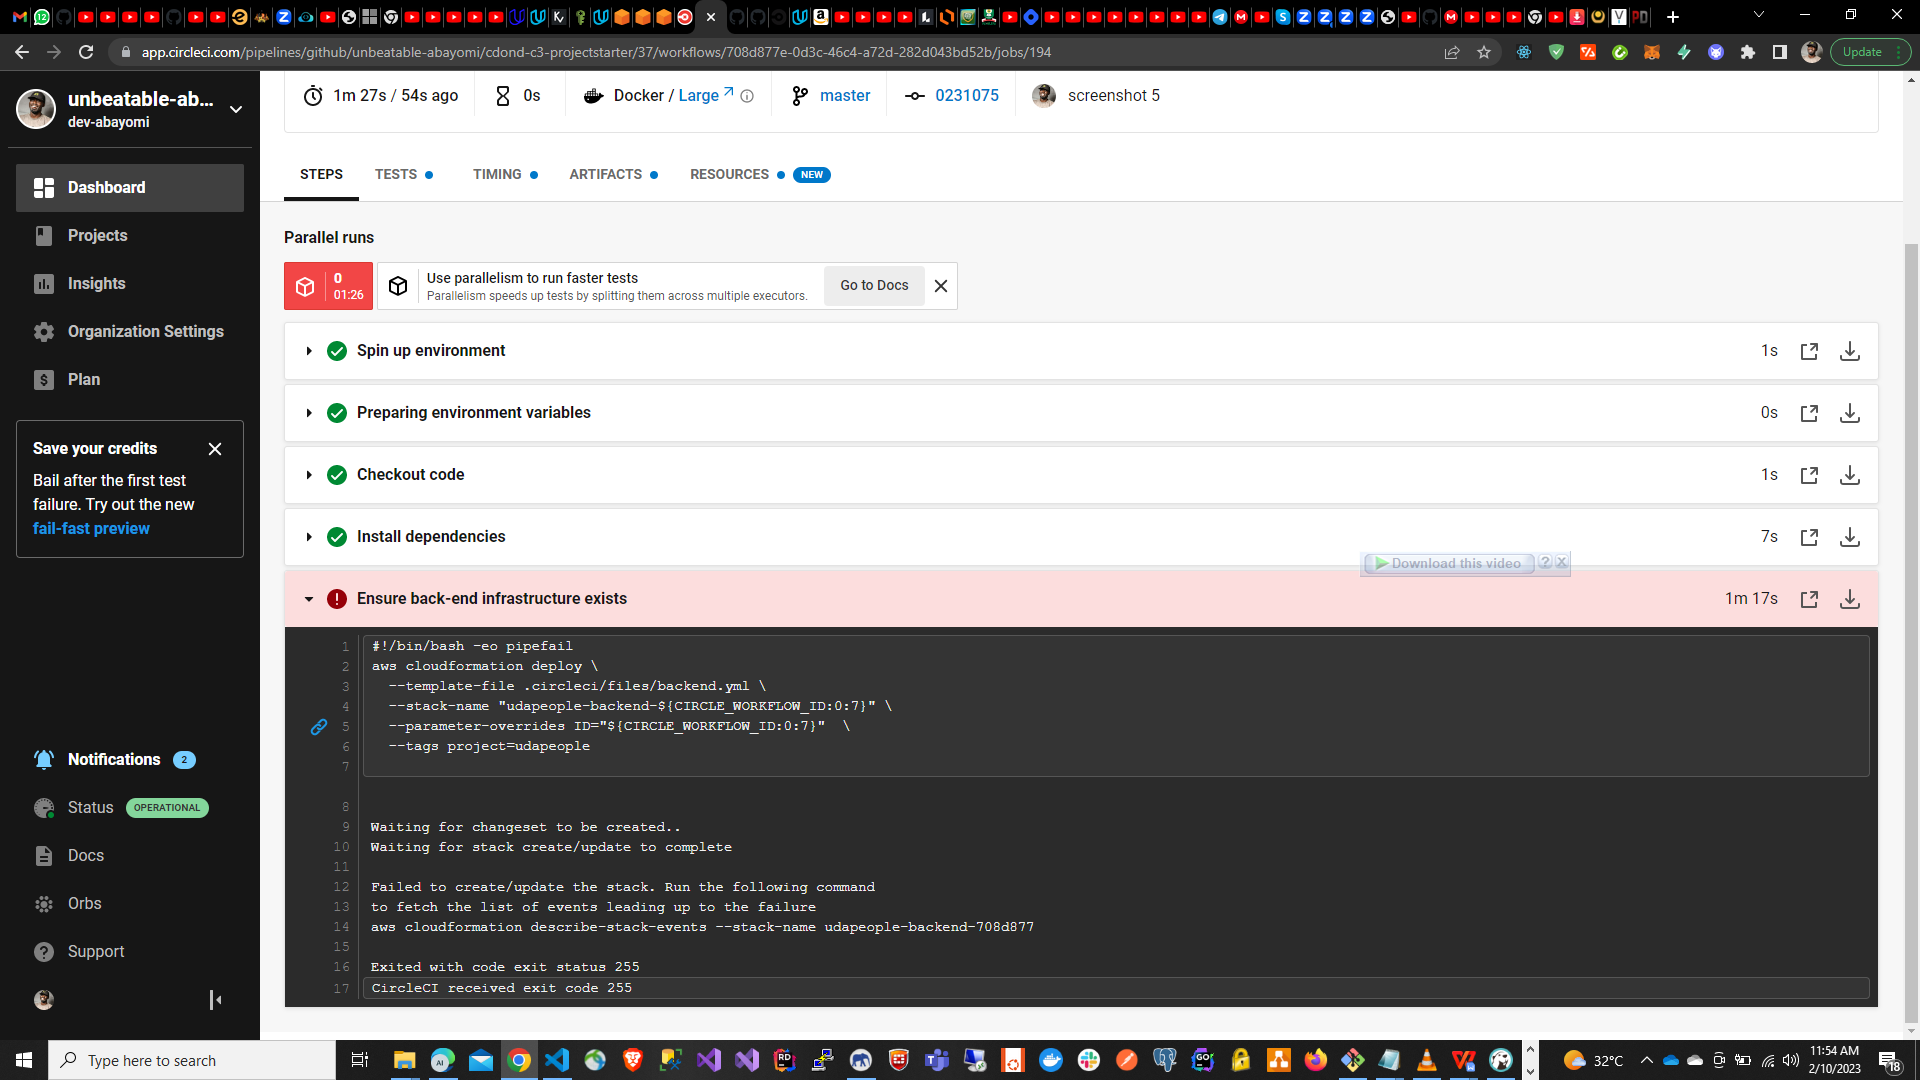 app.circleci.com/pipelines/github/unbeatable-abayomi/cdond-c3-projectstarter/37/workflows/708d877e-0d3c-46c4-a72d-282d043bd52b/jobs/194
Update
unbeatable-ab...
dev-abayomi
Dashboard
Projects
Insights
Organization Settings
Plan
Save your credits
Bail after the first test
failure. Try out the new
fail-fast preview
Notifications 2
Status OPERATIONAL
Docs
Orbs
Support
1m 27s / 54s ago
0s
Docker / Large
master
0231075
screenshot 5
STEPS
TESTS
TIMING
ARTIFACTS
RESOURCES NEW
Parallel runs
0
01:26
Use parallelism to run faster tests
Parallelism speeds up tests by splitting them across multiple executors.
Go to Docs
Spin up environment 1s
Preparing environment variables 0s
Checkout code 1s
Install dependencies 7s
Download this video ? x
Ensure back-end infrastructure exists 1m 17s
1 #!/bin/bash -eo pipefail
2 aws cloudformation deploy \
3 --template-file .circleci/files/backend.yml \
4 --stack-name "udapeople-backend-${CIRCLE_WORKFLOW_ID:0:7}" \
5 --parameter-overrides ID="${CIRCLE_WORKFLOW_ID:0:7}"  \
6 --tags project=udapeople
7
8
9 Waiting for changeset to be created..
10 Waiting for stack create/update to complete
11
12 Failed to create/update the stack. Run the following command
13 to fetch the list of events leading up to the failure
14 aws cloudformation describe-stack-events --stack-name udapeople-backend-708d877
15
16 Exited with code exit status 255
17 CircleCI received exit code 255
Type here to search
32°C
11:54 AM
2/10/2023
18